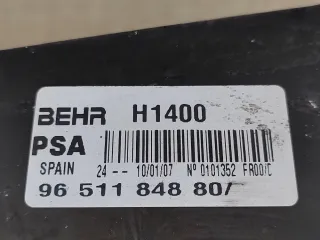 BEHR H1400
PSA
SPAIN 24 -- 10/01/07 Nº 0101352 FR00/C
96 511 848 80/